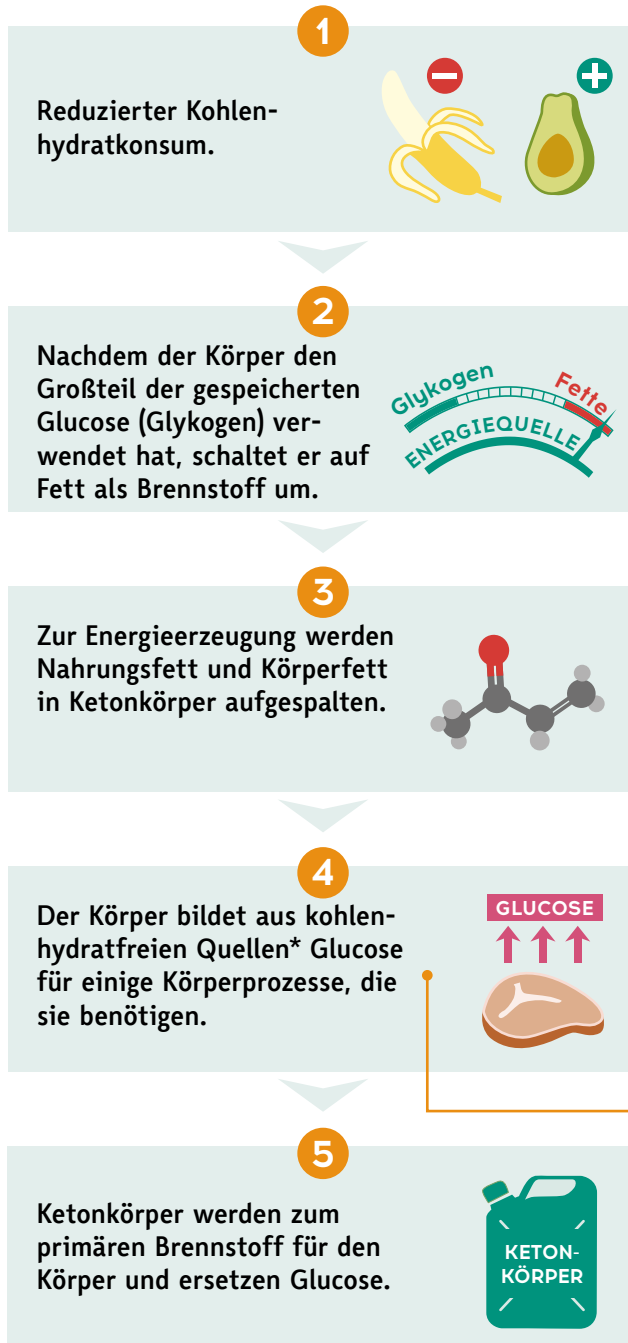 1
Reduzierter Kohlen-
hydratkonsum.
2
Nachdem der Körper den
Großteil der gespeicherten
Glucose (Glykogen) ver-
wendet hat, schaltet er auf
Fett als Brennstoff um.
Glykogen
Fette
ENERGIEQUELLE
3
Zur Energieerzeugung werden
Nahrungsfett und Körperfett
in Ketonkörper aufgespalten.
4
Der Körper bildet aus kohlen-
hydratfreien Quellen* Glucose
für einige Körperprozesse, die
sie benötigen.
GLUCOSE
5
Ketonkörper werden zum
primären Brennstoff für den
Körper und ersetzen Glucose.
KETON-
KÖRPER